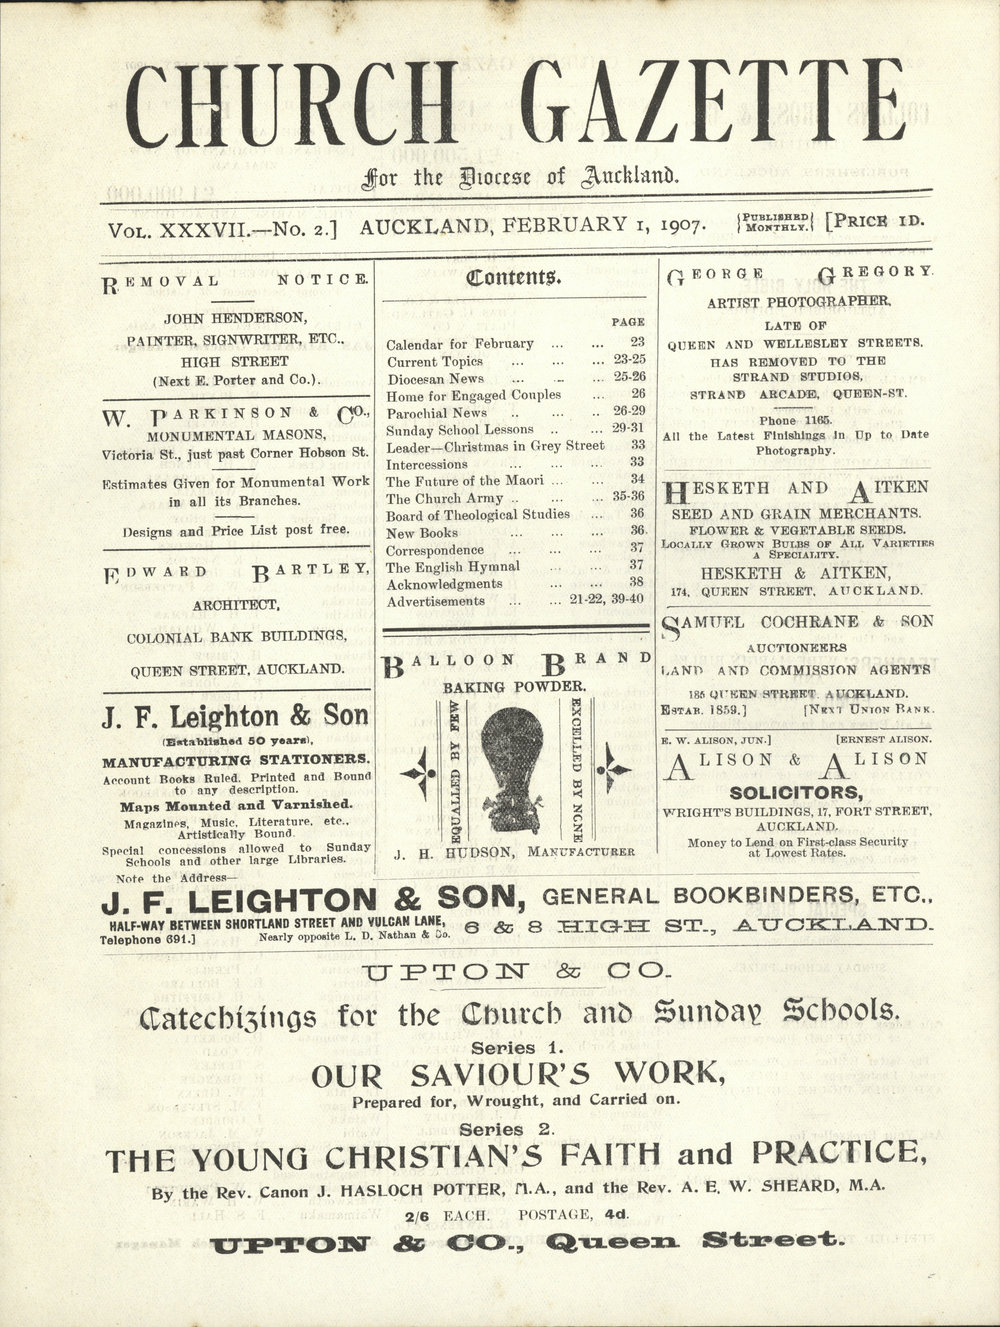 CHURCH GAZETTE
For the Diocese of Auckland.
VOL. XXXVII.—No. 2.] AUCKLAND, FEBRUARY 1, 1907. {PUBLISHED MONTHLY.} [PRICE 1D.
REMOVAL NOTICE.
JOHN HENDERSON,
PAINTER, SIGNWRITER, ETC.,
HIGH STREET
(Next E. Porter and Co.).
W. PARKINSON & CO.,
MONUMENTAL MASONS,
Victoria St., just past Corner Hobson St.
Estimates Given for Monumental Work
in all its Branches.
Designs and Price List post free.
EDWARD BARTLEY,
ARCHITECT,
COLONIAL BANK BUILDINGS,
QUEEN STREET, AUCKLAND.
J. F. Leighton & Son
(Established 50 years),
MANUFACTURING STATIONERS.
Account Books Ruled, Printed and Bound
to any description.
Maps Mounted and Varnished.
Magazines, Music, Literature, etc.,
Artistically Bound.
Special concessions allowed to Sunday
Schools and other large Libraries.
Note the Address—
Contents.
PAGE
Calendar for February ... ... 23
Current Topics ... ... ... 23-25
Diocesan News ... ... ... 25-26
Home for Engaged Couples ... 26
Parochial News .. ... .. 26-29
Sunday School Lessons .. ... 29-31
Leader—Christmas in Grey Street 33
Intercessions ... ... ... 33
The Future of the Maori ... ... 34
The Church Army .. ... ... 35-36
Board of Theological Studies ... 36
New Books ... ... ... 36.
Correspondence ... ... ... 37
The English Hymnal ... ... 37
Acknowledgments ... ... 38
Advertisements ... ... 21-22, 39-40
BALLOON BRAND
BAKING POWDER.
EQUALLED BY FEW
EXCELLED BY NONE
J. H. HUDSON, MANUFACTURER
GEORGE GREGORY.
ARTIST PHOTOGRAPHER,
LATE OF
QUEEN AND WELLESLEY STREETS.
HAS REMOVED TO THE
STRAND STUDIOS,
STRAND ARCADE, QUEEN-ST.
Phone 1165.
All the Latest Finishings in Up to Date
Photography.
HESKETH AND AITKEN
SEED AND GRAIN MERCHANTS.
FLOWER & VEGETABLE SEEDS.
LOCALLY GROWN BULBS OF ALL VARIETIES
A SPECIALITY.
HESKETH & AITKEN,
174, QUEEN STREET, AUCKLAND.
SAMUEL COCHRANE & SON
AUCTIONEERS
LAND AND COMMISSION AGENTS
185 QUEEN STREET, AUCKLAND.
ESTAB. 1859.] [NEXT UNION BANK.
E. W. ALISON, JUN.] [ERNEST ALISON.
ALISON & ALISON
SOLICITORS,
WRIGHT'S BUILDINGS, 17, FORT STREET,
AUCKLAND.
Money to Lend on First-class Security
at Lowest Rates.
J. F. LEIGHTON & SON, GENERAL BOOKBINDERS, ETC.,
HALF-WAY BETWEEN SHORTLAND STREET AND VULCAN LANE, 6 & 8 HIGH ST., AUCKLAND.
Telephone 691.] Nearly opposite L. D. Nathan & Co.
UPTON & CO.
Catechizings for the Church and Sunday Schools.
Series 1.
OUR SAVIOUR'S WORK,
Prepared for, Wrought, and Carried on.
Series 2.
THE YOUNG CHRISTIAN'S FAITH and PRACTICE,
By the Rev. Canon J. HASLOCH POTTER, M.A., and the Rev. A. E. W. SHEARD, M.A.
2/6 EACH. POSTAGE, 4d.
UPTON & CO., Queen Street.